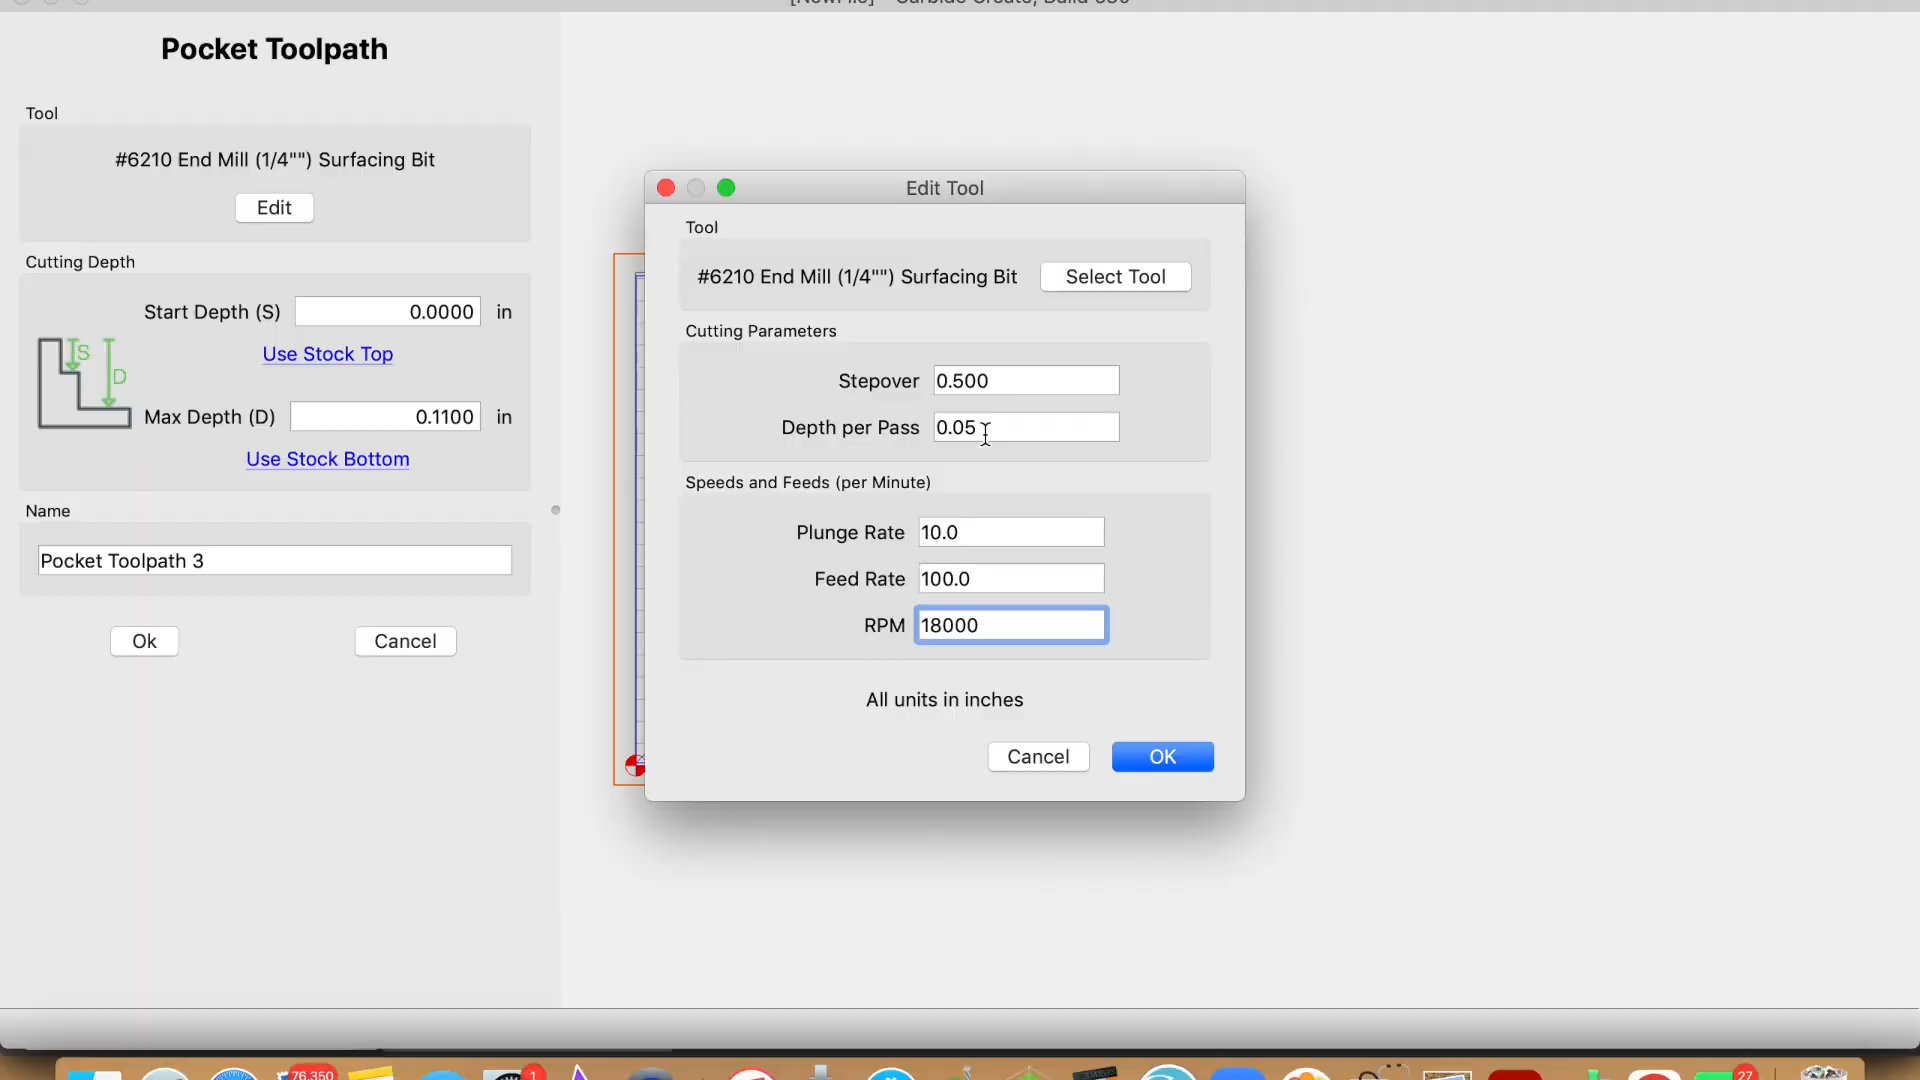 Pocket Toolpath
Tool
#6210 End Mill (1/4"") Surfacing Bit
Edit
Cutting Depth
Start Depth (S) 0.0000 in
Use Stock Top
S
D
Max Depth (D) 0.1100 in
Use Stock Bottom
Name
Pocket Toolpath 3
Ok Cancel
Edit Tool
Tool
#6210 End Mill (1/4"") Surfacing Bit Select Tool
Cutting Parameters
Stepover 0.500
Depth per Pass 0.05
Speeds and Feeds (per Minute)
Plunge Rate 10.0
Feed Rate 100.0
RPM 18000
All units in inches
Cancel OK
76,350
1
27